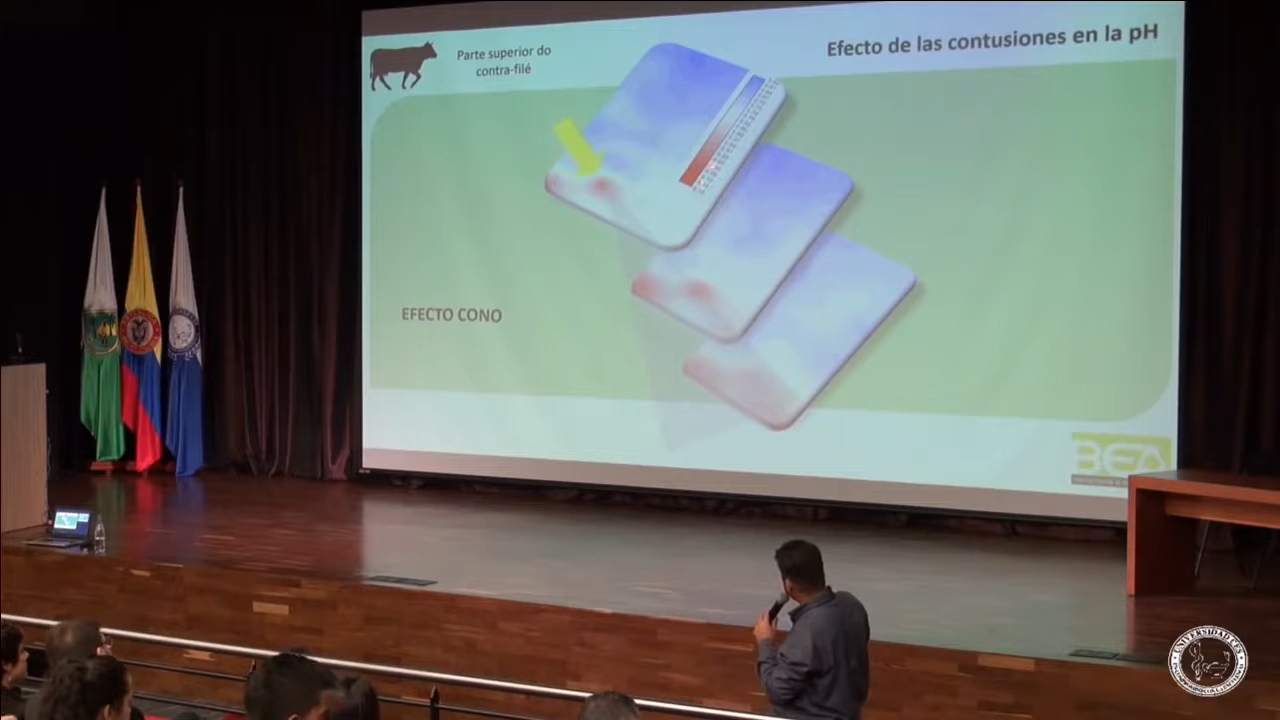 Parte superior do
contra-filé
Efecto de las contusiones en la pH
EFECTO CONO
BEA
UNIVERSIDAD CES